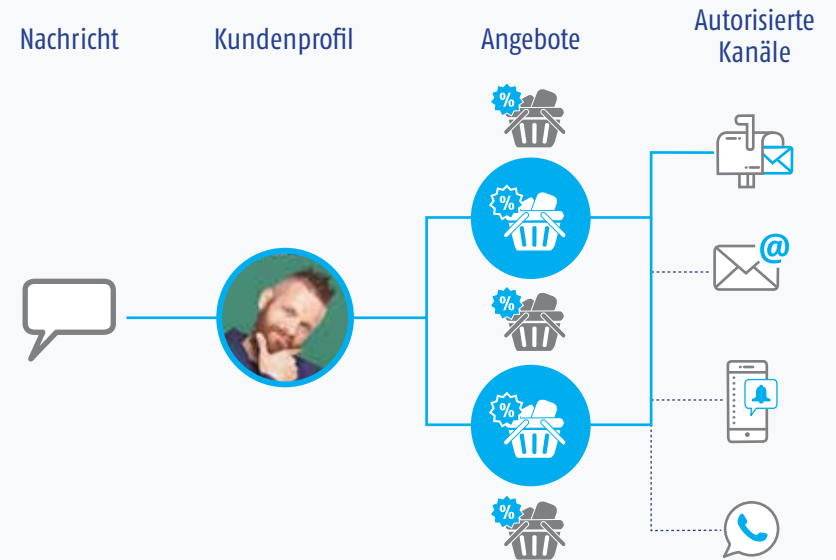 Nachricht
Kundenprofil
Angebote
Autorisierte
Kanäle
%
%
@
%
%
%